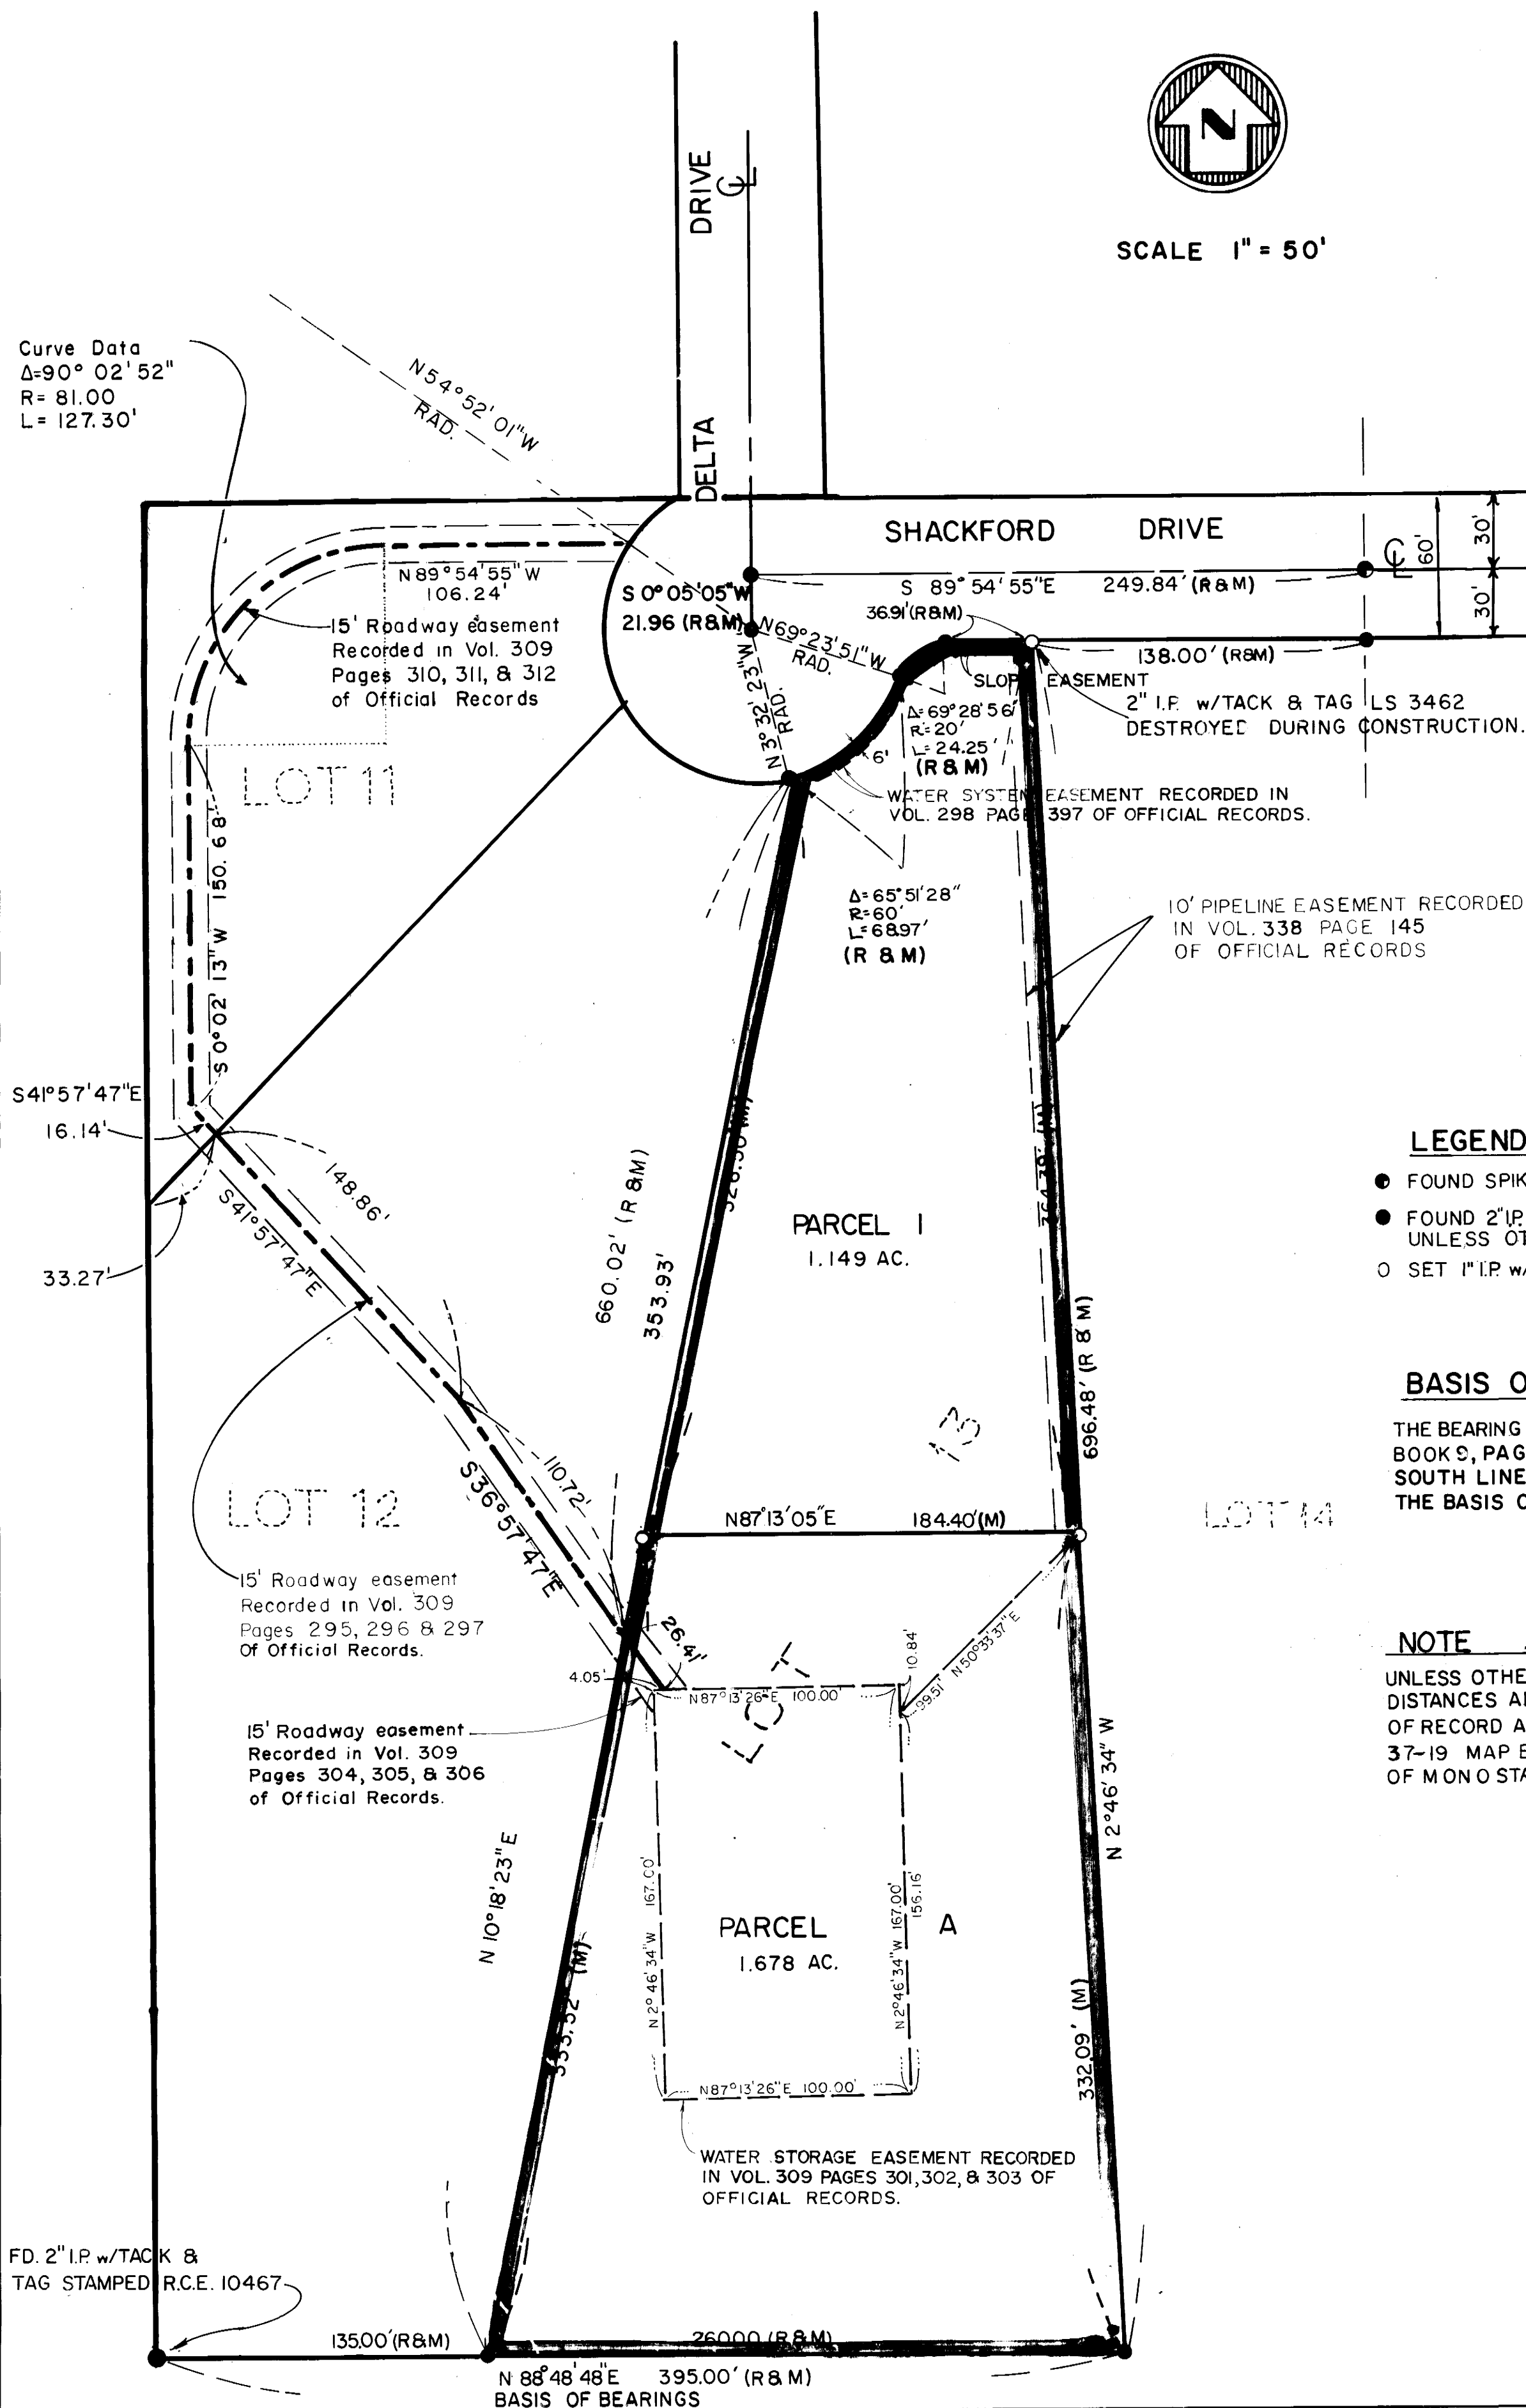 N
SCALE 1" = 50'
DELTA DRIVE
℄
Curve Data
Δ=90° 02' 52"
R= 81.00
L= 127.30'
N54°52'01"W
RAD.
SHACKFORD DRIVE
℄
60'
30'
30'
N89°54'55"W
106.24'
S 0°05'05"W
21.96 (R&M)
S 89°54'55"E 249.84' (R&M)
36.91'(R&M)
N69°23'51"W
RAD.
138.00' (R&M)
15' Roadway easement
Recorded in Vol. 309
Pages 310, 311, & 312
of Official Records
SLOPE EASEMENT
2" I.P. w/TACK & TAG LS 3462
DESTROYED DURING CONSTRUCTION.
N 3°32'23"W
RAD.
Δ=69°28'56"
R=20'
L=24.25'
(R & M)
6'
WATER SYSTEM EASEMENT RECORDED IN
VOL. 298 PAGE 397 OF OFFICIAL RECORDS.
LOT 11
S 0°02'13"W 150.68'
Δ=65°51'28"
R=60'
L=68.97'
(R & M)
10' PIPELINE EASEMENT RECORDED
IN VOL. 338 PAGE 145
OF OFFICIAL RECORDS
S41°57'47"E
16.14'
148.86'
S41°57'47"E
33.27'
660.02' (R&M)
353.93'
326.50 (M)
364.39' (M)
PARCEL 1
1.149 AC.
696.48' (R & M)
LEGEND
FOUND SPIK
FOUND 2" I.P.
UNLESS OT
SET 1" I.P. w/
BASIS O
THE BEARING
BOOK 9, PAG
SOUTH LINE
THE BASIS O
LOT 13
LOT 12
LOT 14
110.72'
S36°57'47"E
N87°13'05"E 184.40'(M)
15' Roadway easement
Recorded in Vol. 309
Pages 295, 296 & 297
Of Official Records.
26.41'
4.05'
N87°13'26"E 100.00'
10.84'
99.51' N50°33'37"E
NOTE
UNLESS OTHE
DISTANCES A
OF RECORD A
37-19 MAP B
OF MONO STA
15' Roadway easement
Recorded in Vol. 309
Pages 304, 305, & 306
of Official Records.
N 2°46'34" W
N 10°18'23"E
333.52' (M)
N 2°46'34"W 167.00'
N 2°46'34"W 167.00'
156.16'
PARCEL A
1.678 AC.
332.09' (M)
N87°13'26"E 100.00'
WATER STORAGE EASEMENT RECORDED
IN VOL. 309 PAGES 301,302, & 303 OF
OFFICIAL RECORDS.
FD. 2" I.P. w/TACK &
TAG STAMPED R.C.E. 10467
135.00'(R&M)
260.00 (R&M)
N 88°48'48"E 395.00' (R&M)
BASIS OF BEARINGS